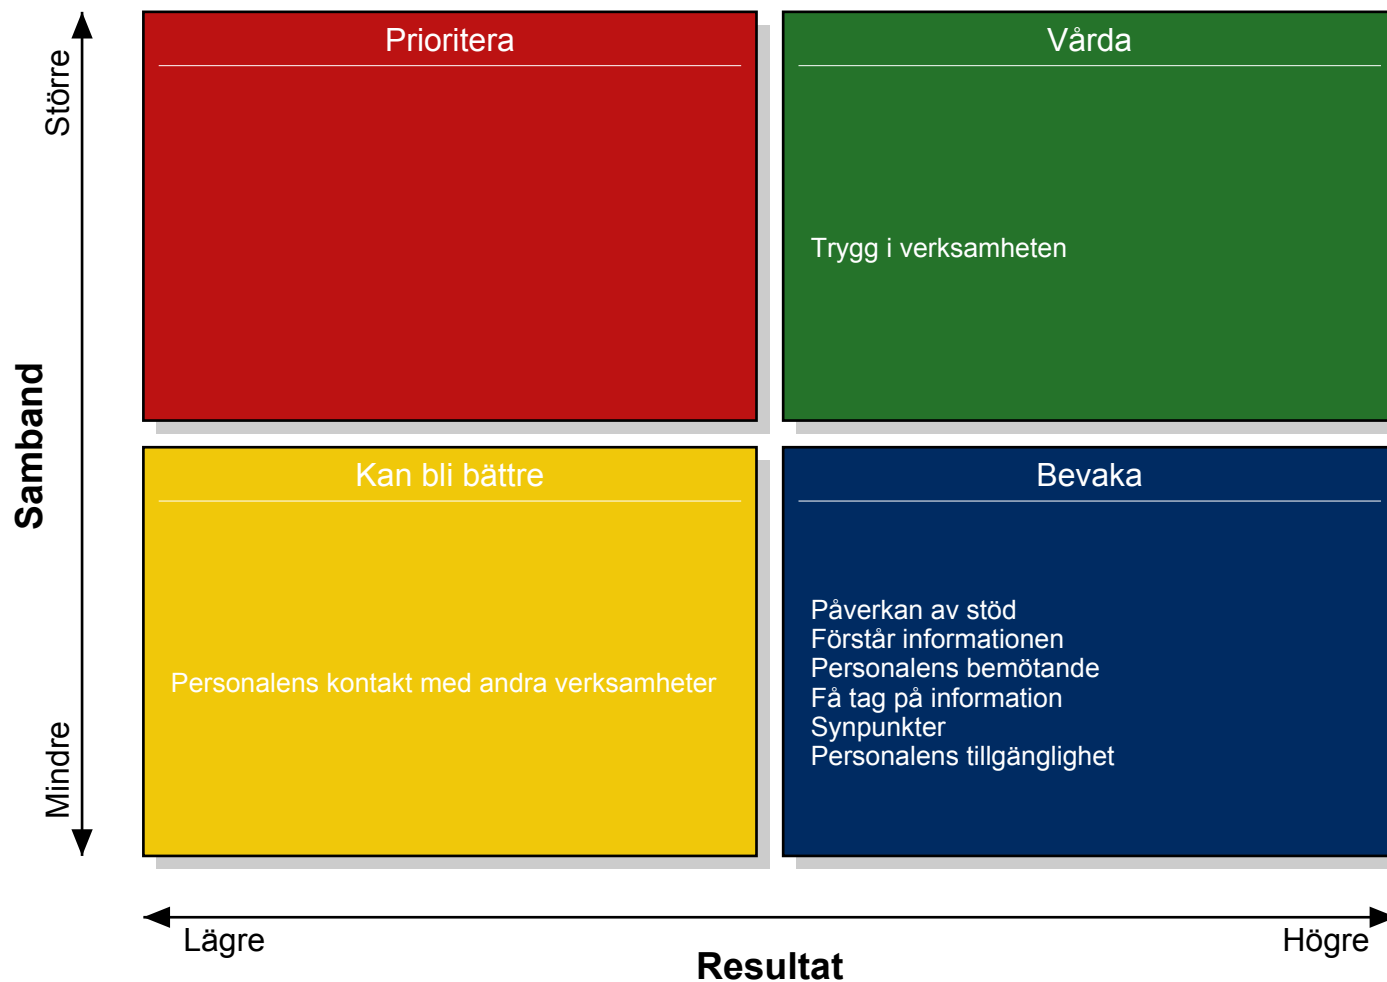 Större
Samband
Mindre
Prioritera
Vårda
Trygg i verksamheten
Kan bli bättre
Personalens kontakt med andra verksamheter
Bevaka
Påverkan av stöd
Förstår informationen
Personalens bemötande
Få tag på information
Synpunkter
Personalens tillgänglighet
Lägre
Högre
Resultat